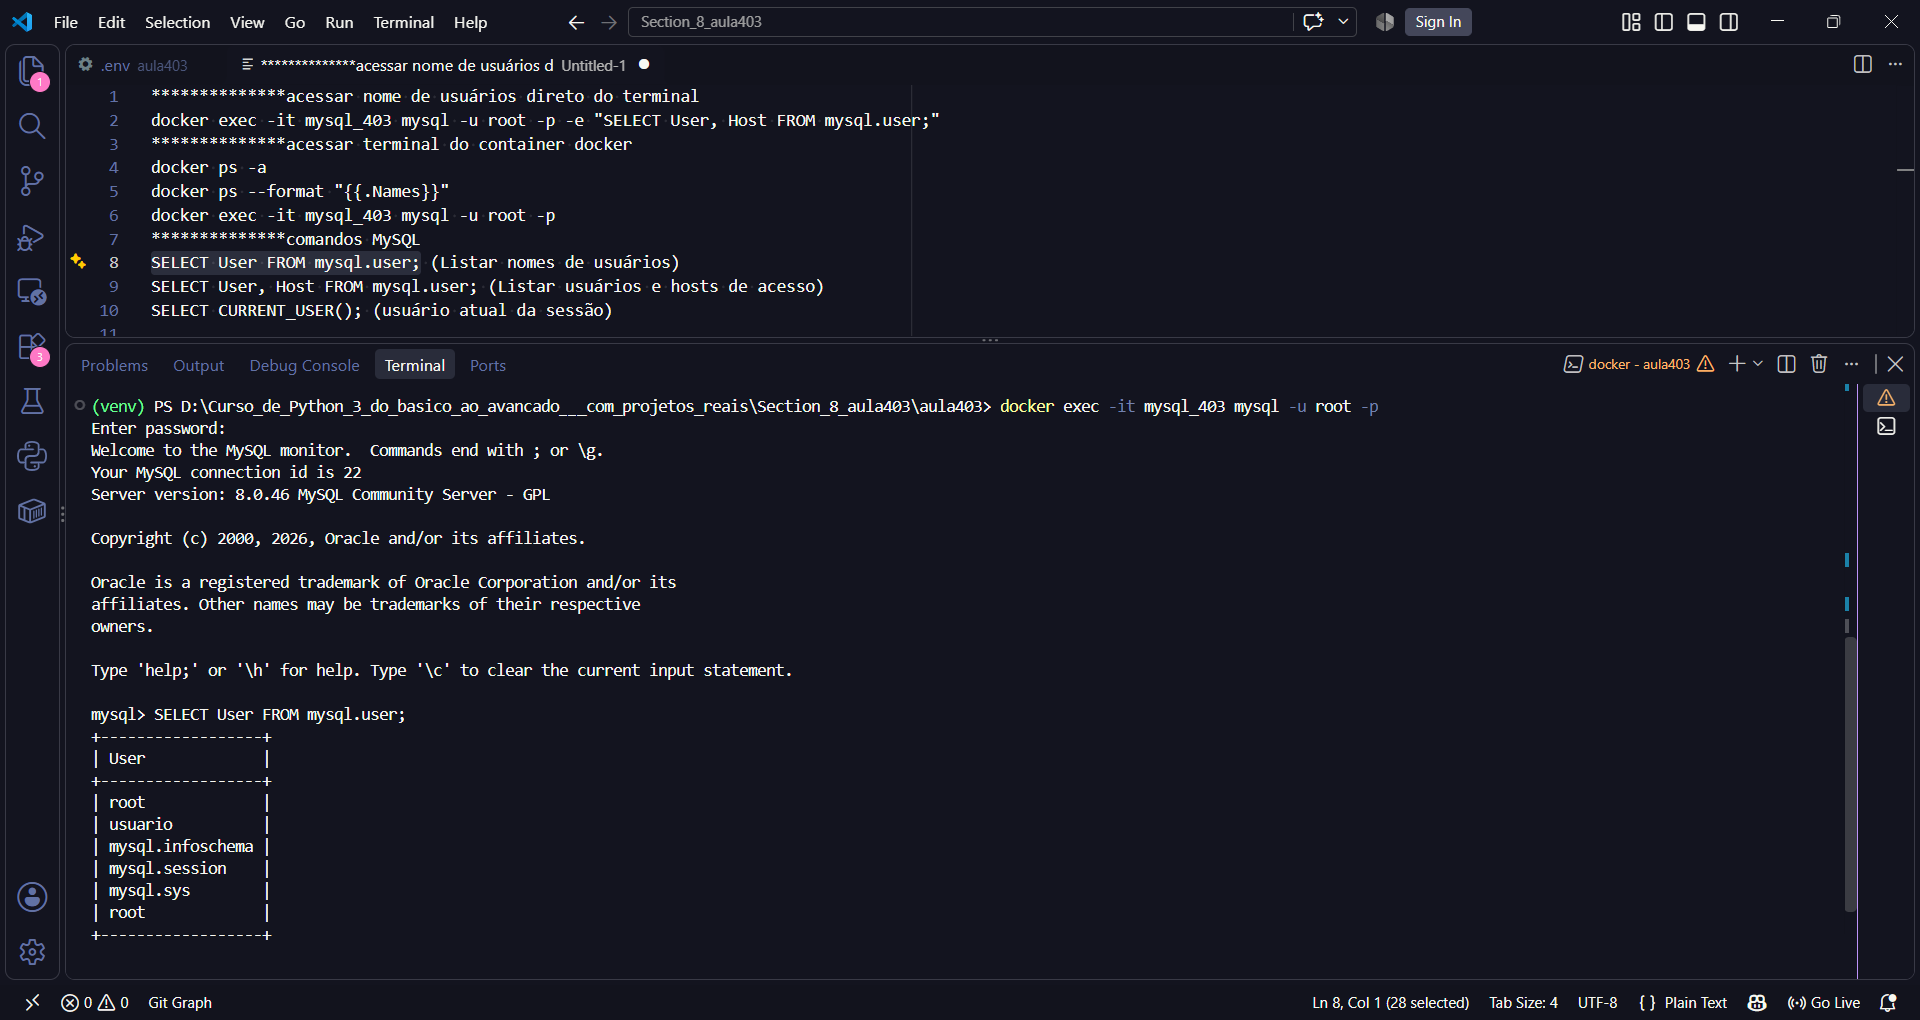 File Edit Selection View Go Run Terminal Help
Section_8_aula403
Sign In
.env aula403
**************acessar nome de usuários d Untitled-1
1 **************acessar nome de usuários direto do terminal
2 docker exec -it mysql_403 mysql -u root -p -e "SELECT User, Host FROM mysql.user;"
3 **************acessar terminal do container docker
4 docker ps -a
5 docker ps --format "{{.Names}}"
6 docker exec -it mysql_403 mysql -u root -p
7 **************comandos MySQL
8 SELECT User FROM mysql.user; (Listar nomes de usuários)
9 SELECT User, Host FROM mysql.user; (Listar usuários e hosts de acesso)
10 SELECT CURRENT_USER(); (usuário atual da sessão)
11
1
3
Problems Output Debug Console Terminal Ports
docker - aula403
(venv) PS D:\Curso_de_Python_3_do_basico_ao_avancado___com_projetos_reais\Section_8_aula403\aula403> docker exec -it mysql_403 mysql -u root -p
Enter password:
Welcome to the MySQL monitor.  Commands end with ; or \g.
Your MySQL connection id is 22
Server version: 8.0.46 MySQL Community Server - GPL
Copyright (c) 2000, 2026, Oracle and/or its affiliates.
Oracle is a registered trademark of Oracle Corporation and/or its
affiliates. Other names may be trademarks of their respective
owners.
Type 'help;' or '\h' for help. Type '\c' to clear the current input statement.
mysql> SELECT User FROM mysql.user;
+------------------+
| User             |
+------------------+
| root             |
| usuario          |
| mysql.infoschema |
| mysql.session    |
| mysql.sys        |
| root             |
+------------------+
0 0 Git Graph
Ln 8, Col 1 (28 selected) Tab Size: 4 UTF-8 {} Plain Text Go Live